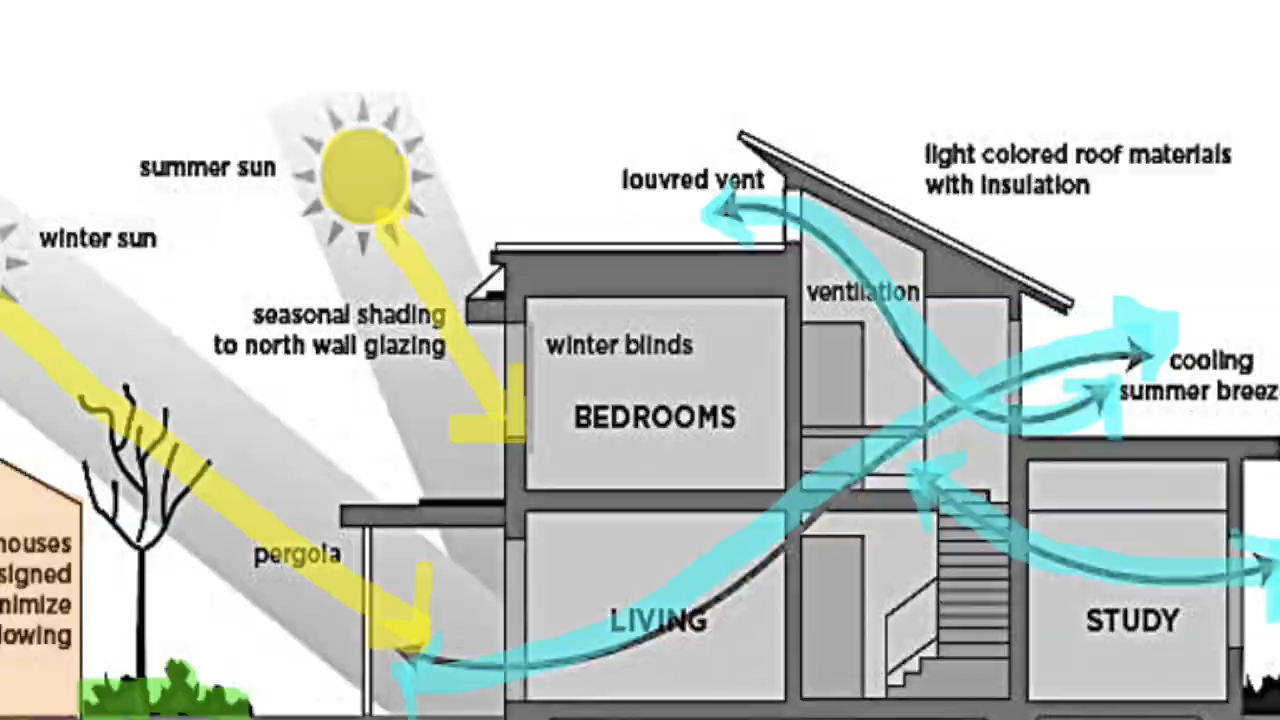 summer sun
winter sun
louvred vent
light colored roof materials
with insulation
ventilation
seasonal shading
to north wall glazing
winter blinds
BEDROOMS
cooling
summer breez
pergola
houses
signed
nimize
lowing
LIVING
STUDY